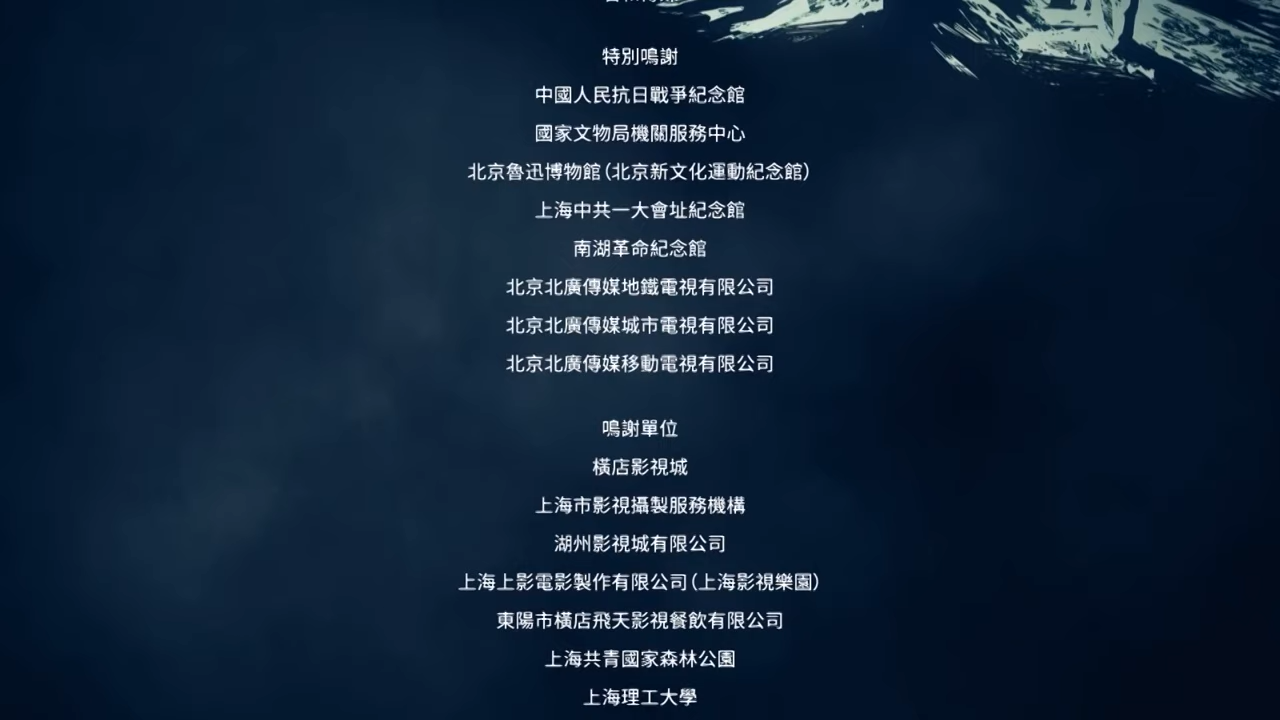 特別鳴謝
中國人民抗日戰爭紀念館
國家文物局機關服務中心
北京魯迅博物館(北京新文化運動紀念館)
上海中共一大會址紀念館
南湖革命紀念館
北京北廣傳媒地鐵電視有限公司
北京北廣傳媒城市電視有限公司
北京北廣傳媒移動電視有限公司
鳴謝單位
橫店影視城
上海市影視攝製服務機構
湖州影視城有限公司
上海上影電影製作有限公司(上海影視樂園)
東陽市橫店飛天影視餐飲有限公司
上海共青國家森林公園
上海理工大學